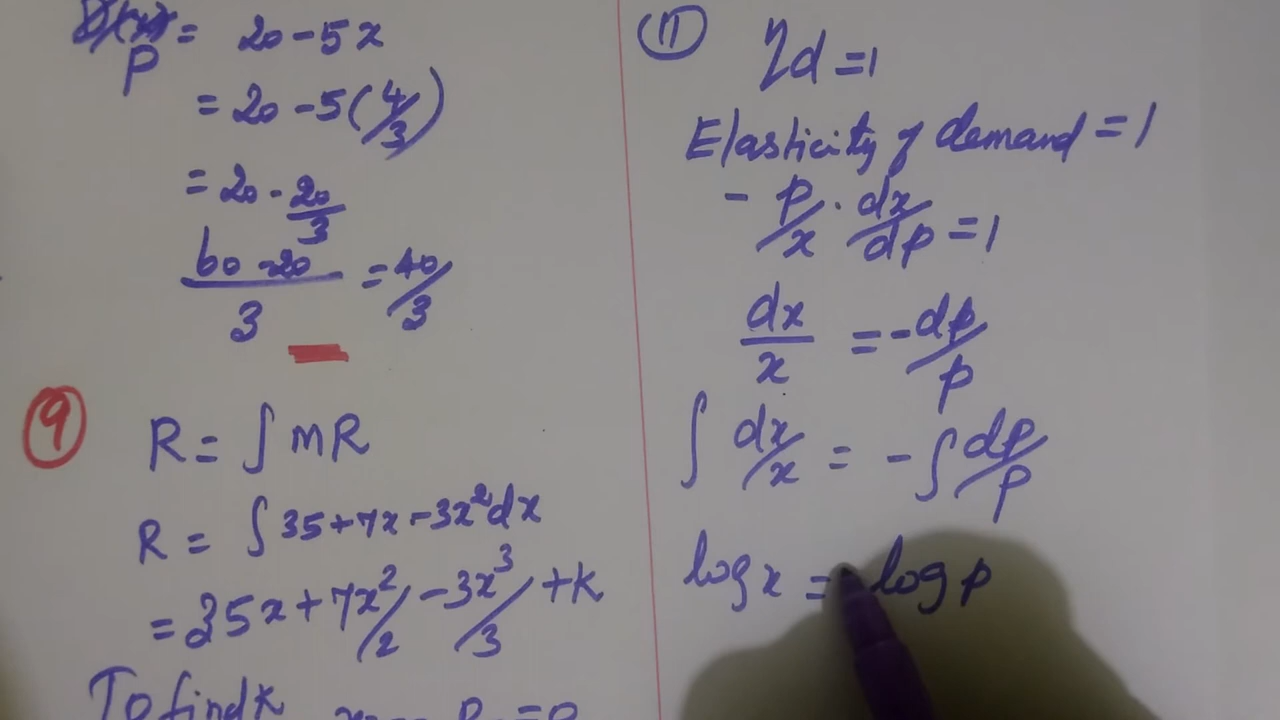 P = 20 - 5x
= 20 - 5(4/3)
= 20 - 20/3
60 - 20/3 = 40/3
9
R = ∫ MR
R = ∫ 35 + 7x - 3x² dx
= 35x + 7x²/2 - 3x³/3 + k
To find k
11
ηd = 1
Elasticity of demand = 1
- p/x · dx/dp = 1
dx/x = - dp/p
∫ dx/x = - ∫ dp/p
log x = log p